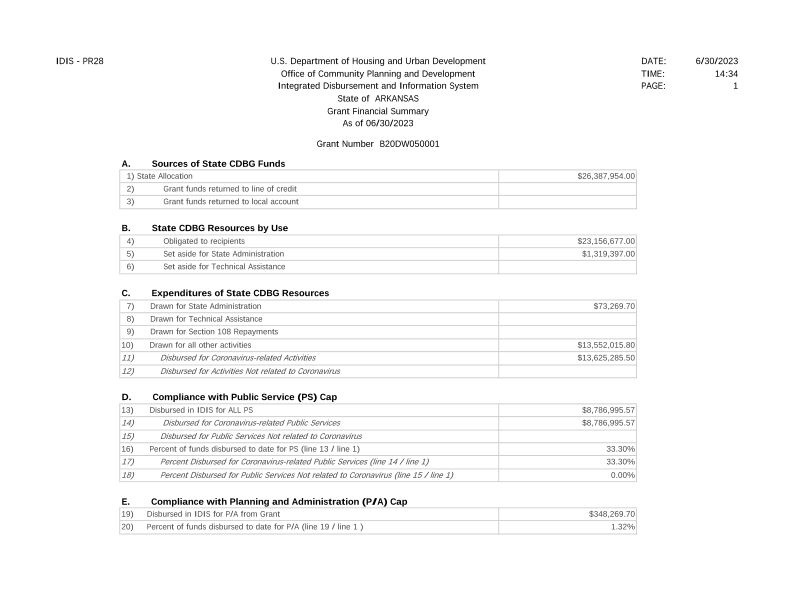 IDIS - PR28
U.S. Department of Housing and Urban Development
DATE: 6/30/2023
Office of Community Planning and Development
TIME: 14:34
Integrated Disbursement and Information System
PAGE: 1
State of ARKANSAS
Grant Financial Summary
As of 06/30/2023
Grant Number B20DW050001
A. Sources of State CDBG Funds
1) State Allocation $26,387,954.00
2) Grant funds returned to line of credit
3) Grant funds returned to local account
B. State CDBG Resources by Use
4) Obligated to recipients $23,156,677.00
5) Set aside for State Administration $1,319,397.00
6) Set aside for Technical Assistance
C. Expenditures of State CDBG Resources
7) Drawn for State Administration $73,269.70
8) Drawn for Technical Assistance
9) Drawn for Section 108 Repayments
10) Drawn for all other activities $13,552,015.80
11) Disbursed for Coronavirus-related Activities $13,625,285.50
12) Disbursed for Activities Not related to Coronavirus
D. Compliance with Public Service (PS) Cap
13) Disbursed in IDIS for ALL PS $8,786,995.57
14) Disbursed for Coronavirus-related Public Services $8,786,995.57
15) Disbursed for Public Services Not related to Coronavirus
16) Percent of funds disbursed to date for PS (line 13 / line 1) 33.30%
17) Percent Disbursed for Coronavirus-related Public Services (line 14 / line 1) 33.30%
18) Percent Disbursed for Public Services Not related to Coronavirus (line 15 / line 1) 0.00%
E. Compliance with Planning and Administration (P/A) Cap
19) Disbursed in IDIS for P/A from Grant $348,269.70
20) Percent of funds disbursed to date for P/A (line 19 / line 1 ) 1.32%